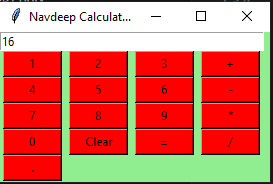 Navdeep Calculat...
16
1 2 3 +
4 5 6 -
7 8 9 *
0 Clear = /
.